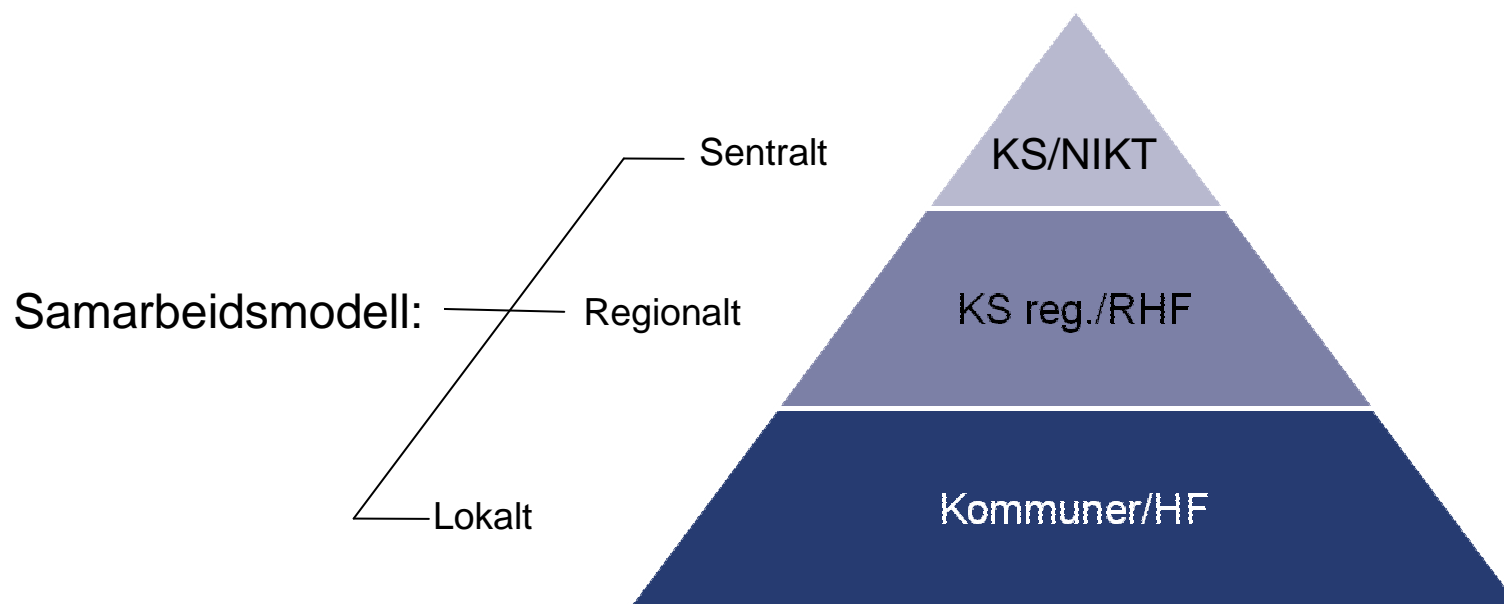 Sentralt
KS/NIKT
Samarbeidsmodell:
Regionalt
KS reg./RHF
Lokalt
Kommuner/HF